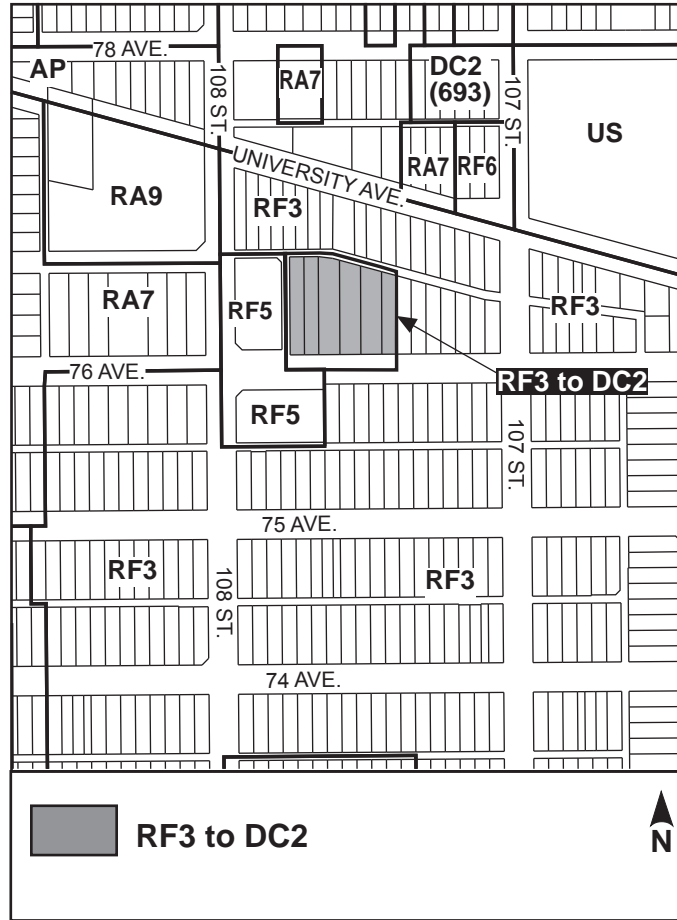 78 AVE.
AP
108 ST.
RA7
DC2
(693)
107 ST.
US
UNIVERSITY AVE.
RA7
RF6
RA9
RF3
RA7
RF5
RF3
76 AVE.
RF3 to DC2
RF5
107 ST.
75 AVE.
RF3
108 ST.
RF3
74 AVE.
RF3 to DC2
N